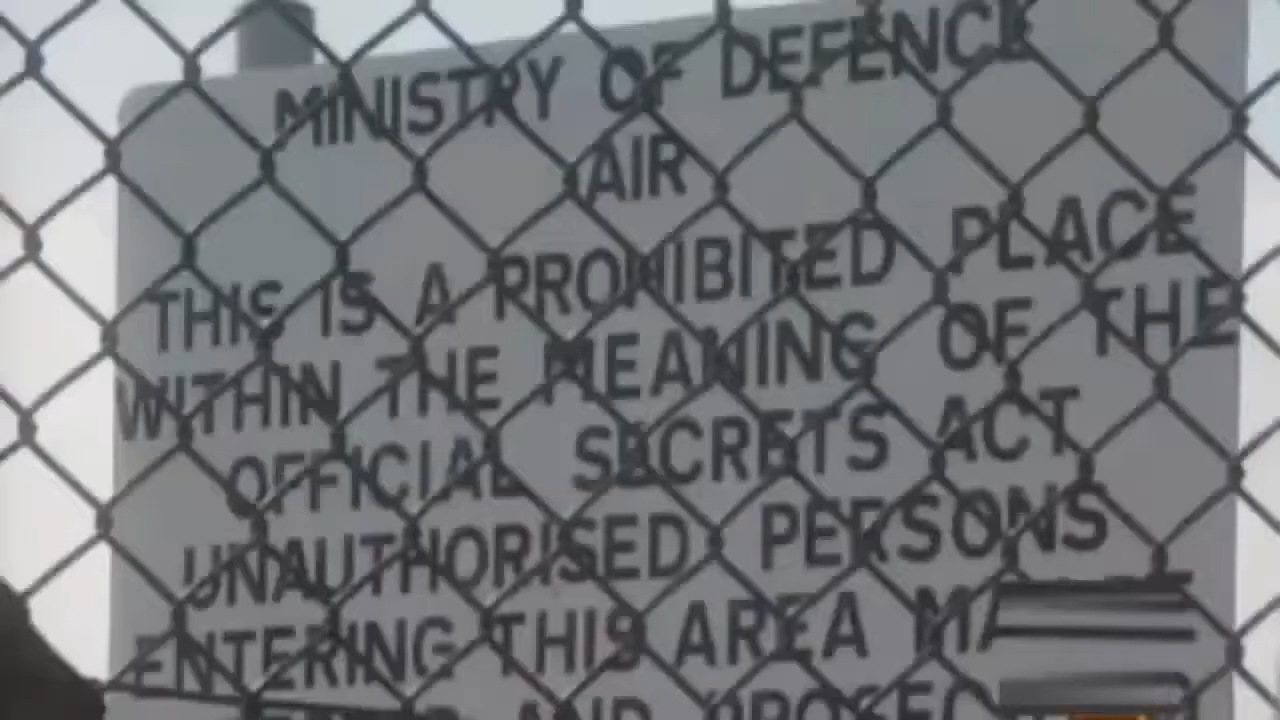 MINISTRY OF DEFENCE
AIR
THIS IS A PROHIBITED PLACE
WITHIN THE MEANING OF THE
OFFICIAL SECRETS ACT
UNAUTHORISED PERSONS
ENTERING THIS AREA
AND